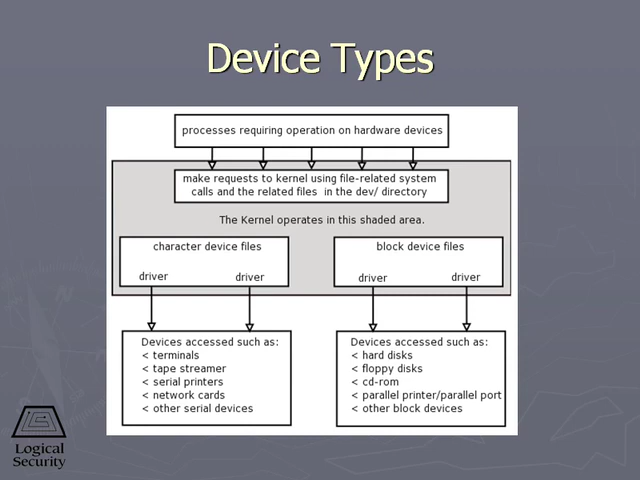 Device Types
processes requiring operation on hardware devices
make requests to kernel using file-related system
calls and the related files in the dev/ directory
The Kernel operates in this shaded area.
character device files
driver driver
block device files
driver driver
Devices accessed such as:
< terminals
< tape streamer
< serial printers
< network cards
< other serial devices
Devices accessed such as:
< hard disks
< floppy disks
< cd-rom
< parallel printer/parallel port
< other block devices
Logical
Security